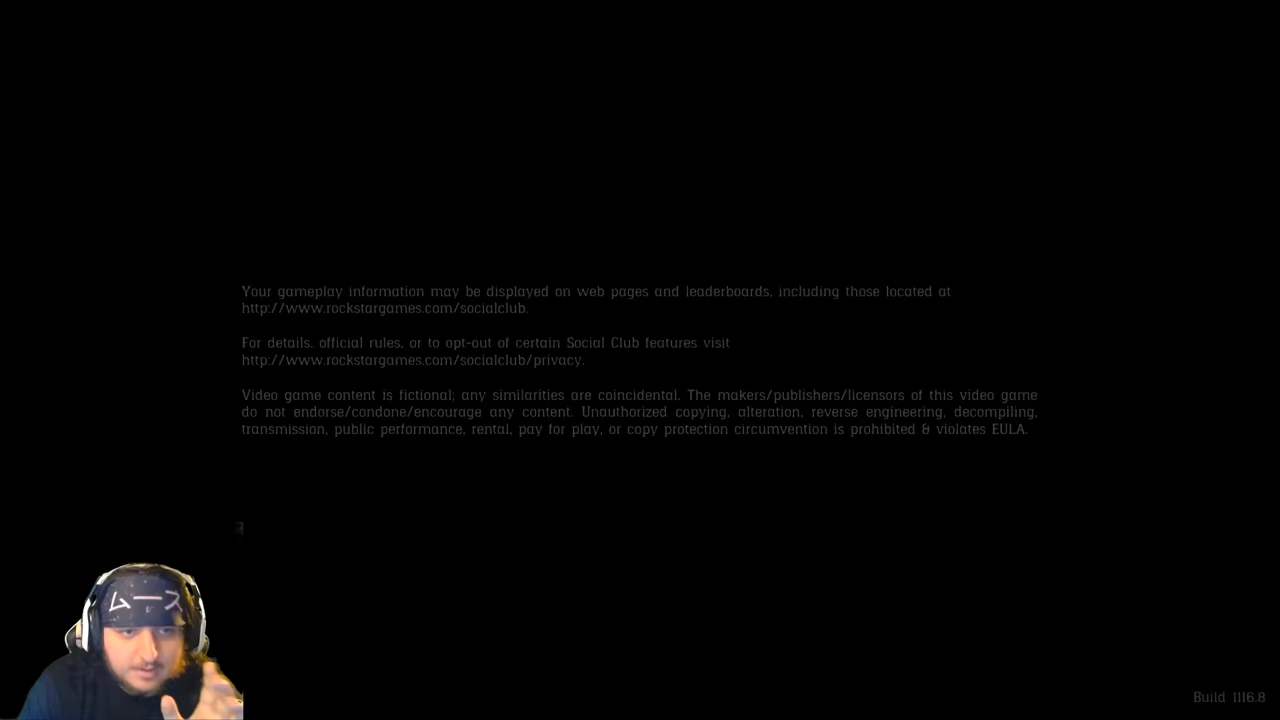 Your gameplay information may be displayed on web pages and leaderboards, including those located at
http://www.rockstargames.com/socialclub.
For details, official rules, or to opt-out of certain Social Club features visit
http://www.rockstargames.com/socialclub/privacy.
Video game content is fictional; any similarities are coincidental. The makers/publishers/licensors of this video game
do not endorse/condone/encourage any content. Unauthorized copying, alteration, reverse engineering, decompiling,
transmission, public performance, rental, pay for play, or copy protection circumvention is prohibited & violates EULA.
ムース
Build 1116.8